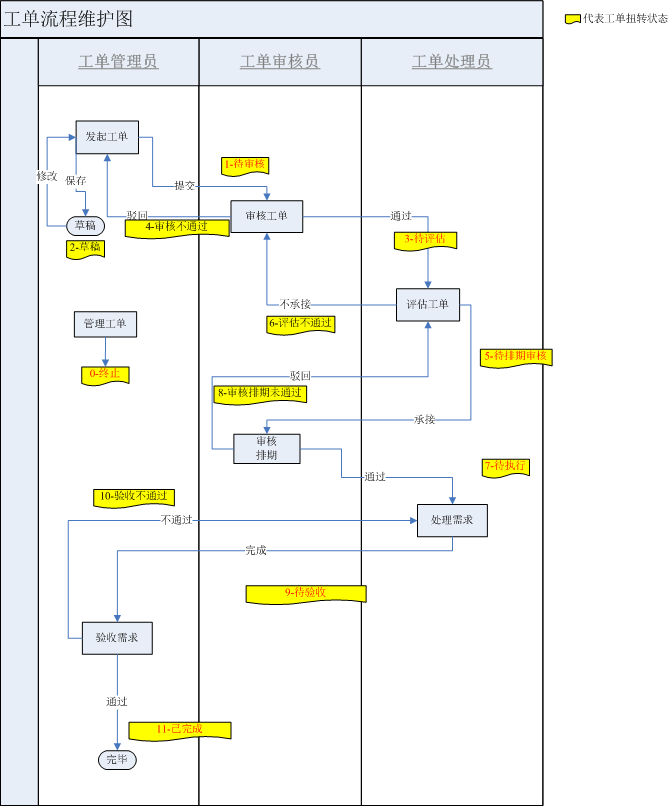 工单流程维护图
代表工单扭转状态
工单管理员
工单审核员
工单处理员
发起工单
1-待审核
修改
保存
提交
草稿
驳回
审核工单
通过
4-审核不通过
3-待评估
2-草稿
不承接
评估工单
管理工单
6-评估不通过
5-待排期审核
0-终止
驳回
8-审核排期未通过
承接
审核
排期
通过
7-待执行
10-验收不通过
不通过
处理需求
完成
9-待验收
验收需求
通过
11-已完成
完毕